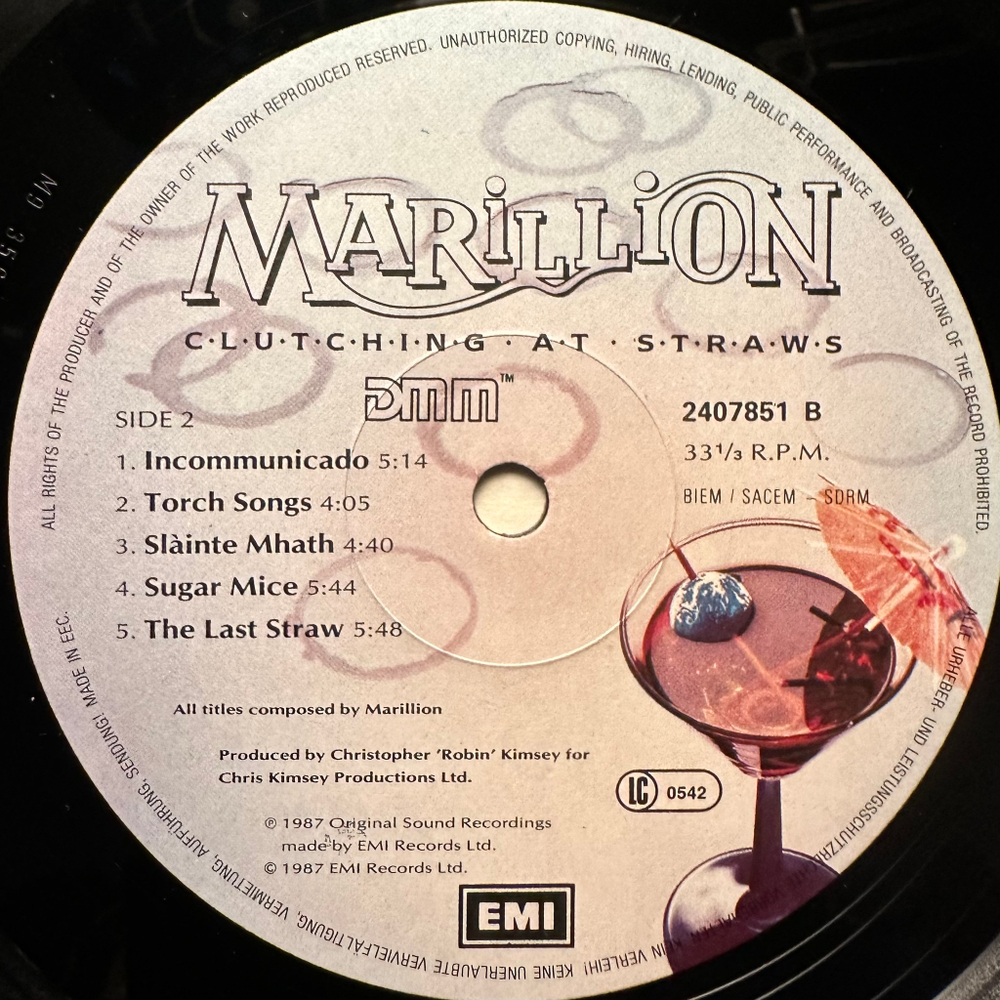 ALL RIGHTS OF THE PRODUCER AND OF THE OWNER OF THE WORK REPRODUCED RESERVED. UNAUTHORIZED COPYING, HIRING, LENDING, PUBLIC PERFORMANCE AND BROADCASTING OF THE RECORD PROHIBITED.
MARiLLiON
C·L·U·T·C·H·I·N·G · A·T · S·T·R·A·W·S
DMM™
SIDE 2
2407851 B
33⅓ R.P.M.
BIEM / SACEM – SDRM
1. Incommunicado 5:14
2. Torch Songs 4:05
3. Slàinte Mhath 4:40
4. Sugar Mice 5:44
5. The Last Straw 5:48
All titles composed by Marillion
Produced by Christopher 'Robin' Kimsey for
Chris Kimsey Productions Ltd.
LC 0542
℗ 1987 Original Sound Recordings
made by EMI Records Ltd.
© 1987 EMI Records Ltd.
EMI
URHEBER- UND LEISTUNGSSCHUTZ KEIN VERLEIH! KEINE UNERLAUBTE VERVIELFÄLTIGUNG, VERMIETUNG, AUFFÜHRUNG, SENDUNG! MADE IN EEC.